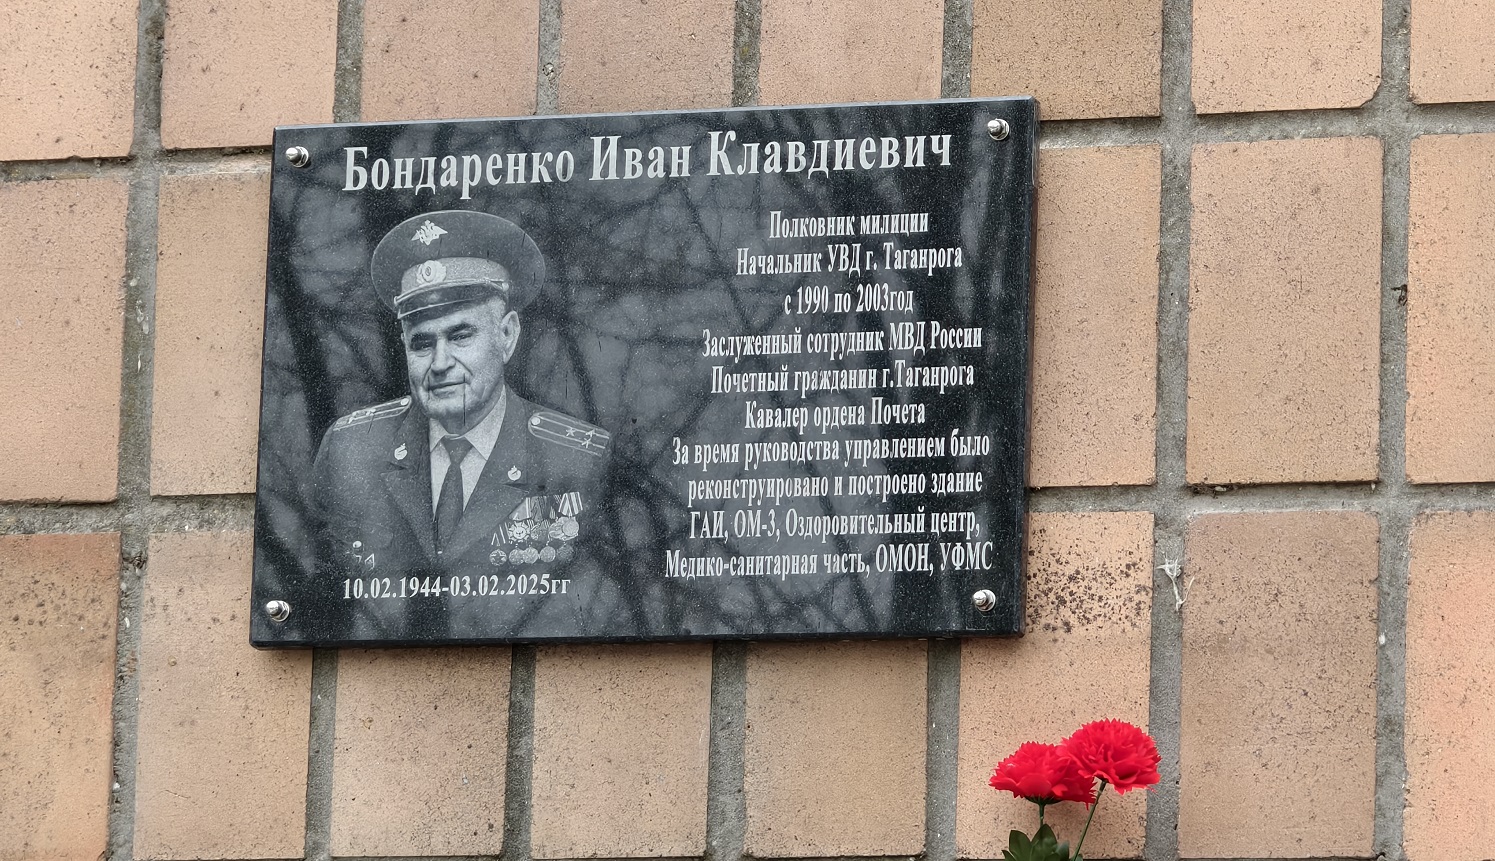 Бондаренко Иван Клавдиевич
Полковник милиции
Начальник УВД г. Таганрога
с 1990 по 2003год
Заслуженный сотрудник МВД России
Почетный гражданин г.Таганрога
Кавалер ордена Почета
За время руководства управлением было
реконструировано и построено здание
ГАИ, ОМ-3, Оздоровительный центр,
Медико-санитарная часть, ОМОН, УФМС
10.02.1944-03.02.2025гг